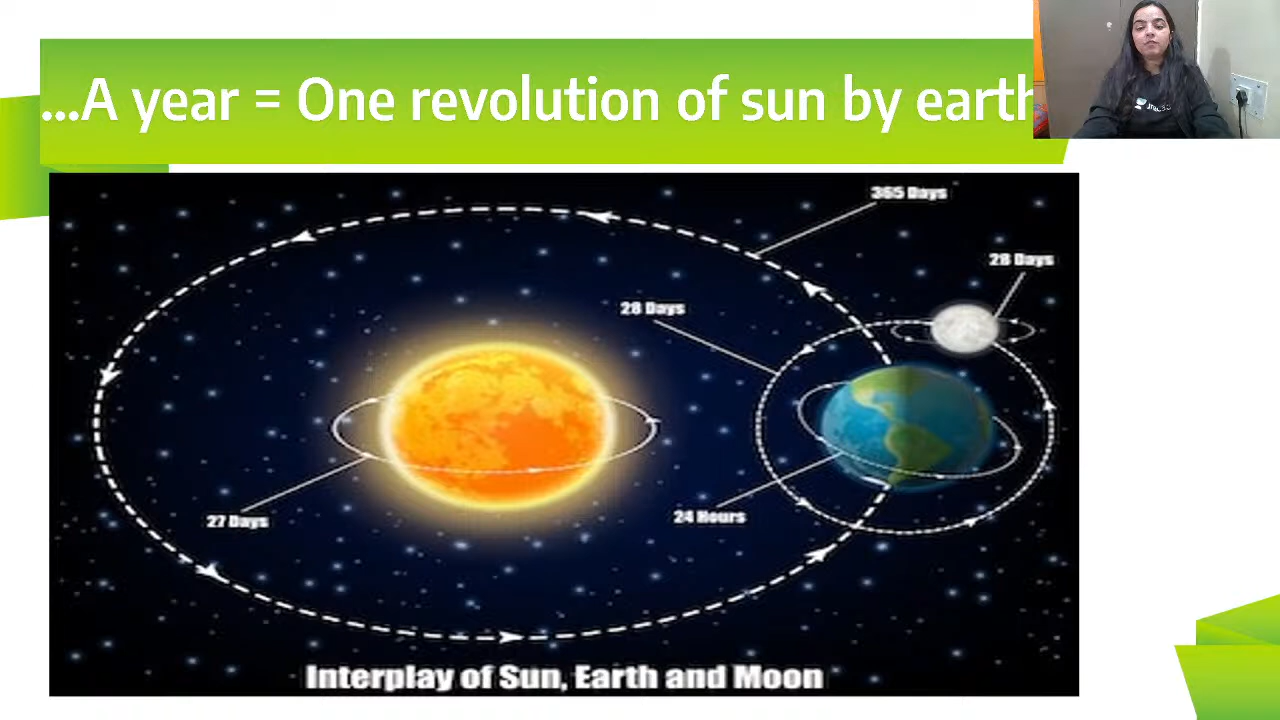 ...A year = One revolution of sun by earth
365 Days
28 Days
28 Days
27 Days
24 Hours
Interplay of Sun, Earth and Moon